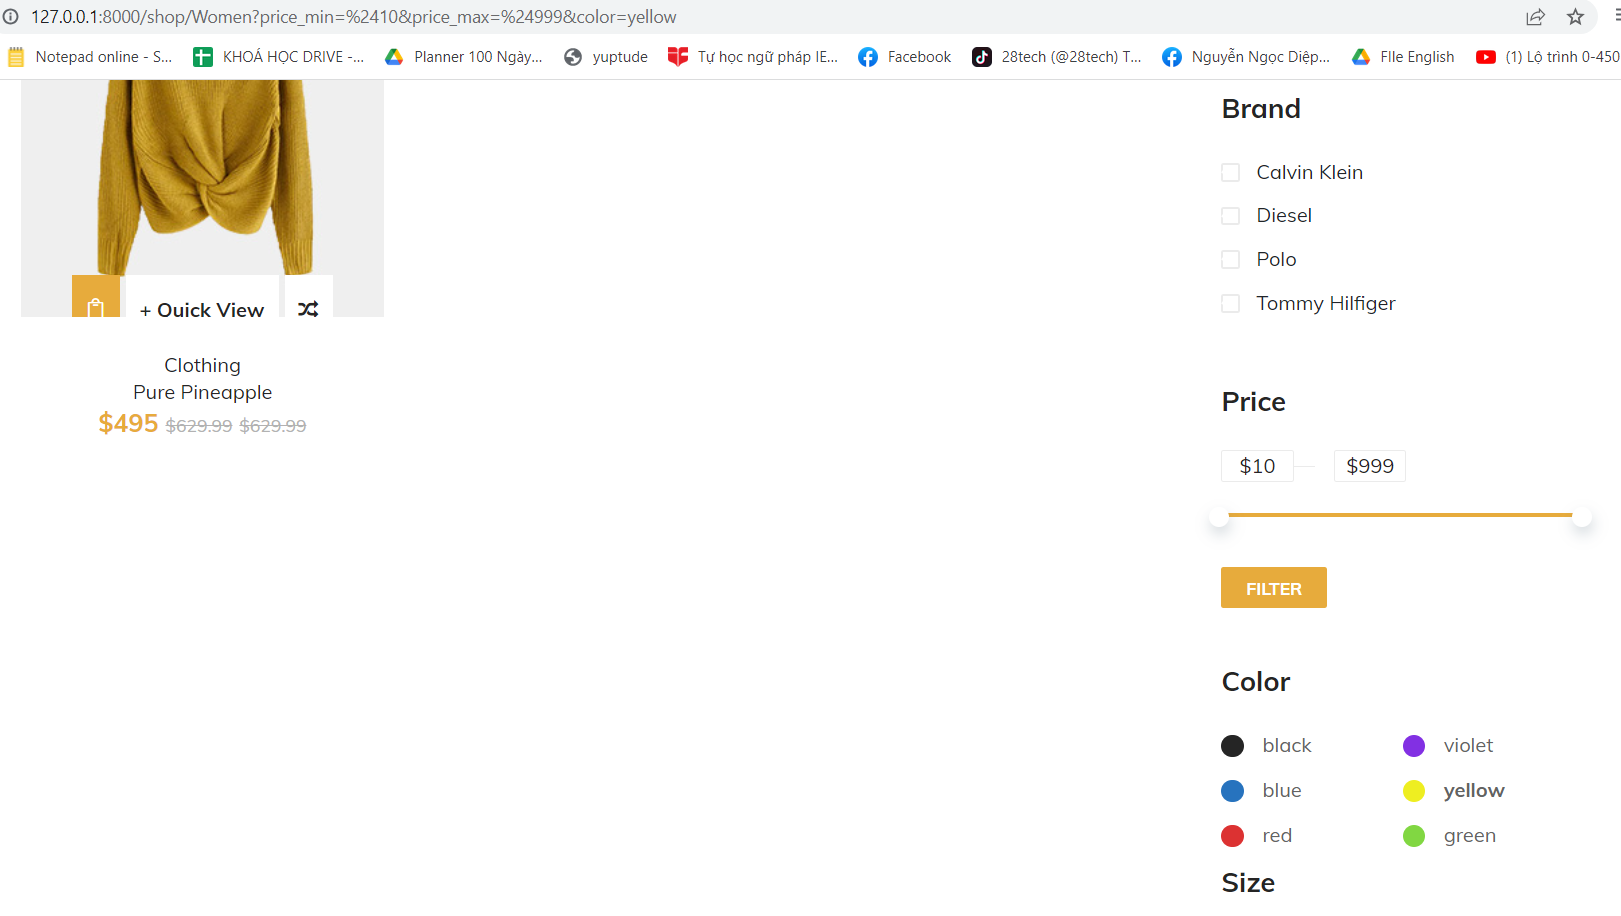 127.0.0.1:8000/shop/Women?price_min=%2410&price_max=%24999&color=yellow
Notepad online - S...
KHOÁ HỌC DRIVE -...
Planner 100 Ngày...
yuptude
Tự học ngữ pháp IE...
Facebook
28tech (@28tech) T...
Nguyễn Ngọc Diệp...
FIle English
(1) Lộ trình 0-450
+ Quick View
Clothing
Pure Pineapple
$495 $629.99 $629.99
Brand
Calvin Klein
Diesel
Polo
Tommy Hilfiger
Price
$10
$999
FILTER
Color
black
violet
blue
yellow
red
green
Size